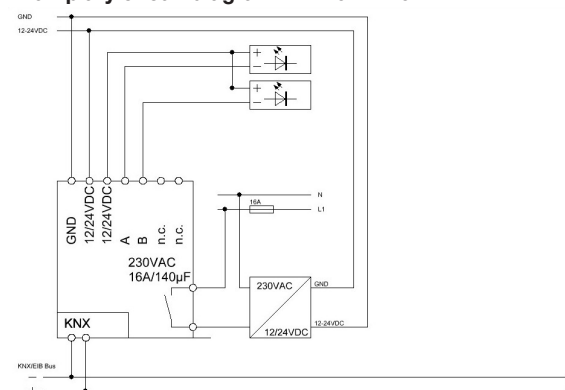 GND
12-24VDC
+
−
+
−
GND
12/24VDC
12/24VDC
A
B
n.c.
n.c.
N
16A
L1
230VAC
16A/140µF
230VAC
GND
12/24VDC
12-24VDC
KNX
KNX/EIB Bus
+